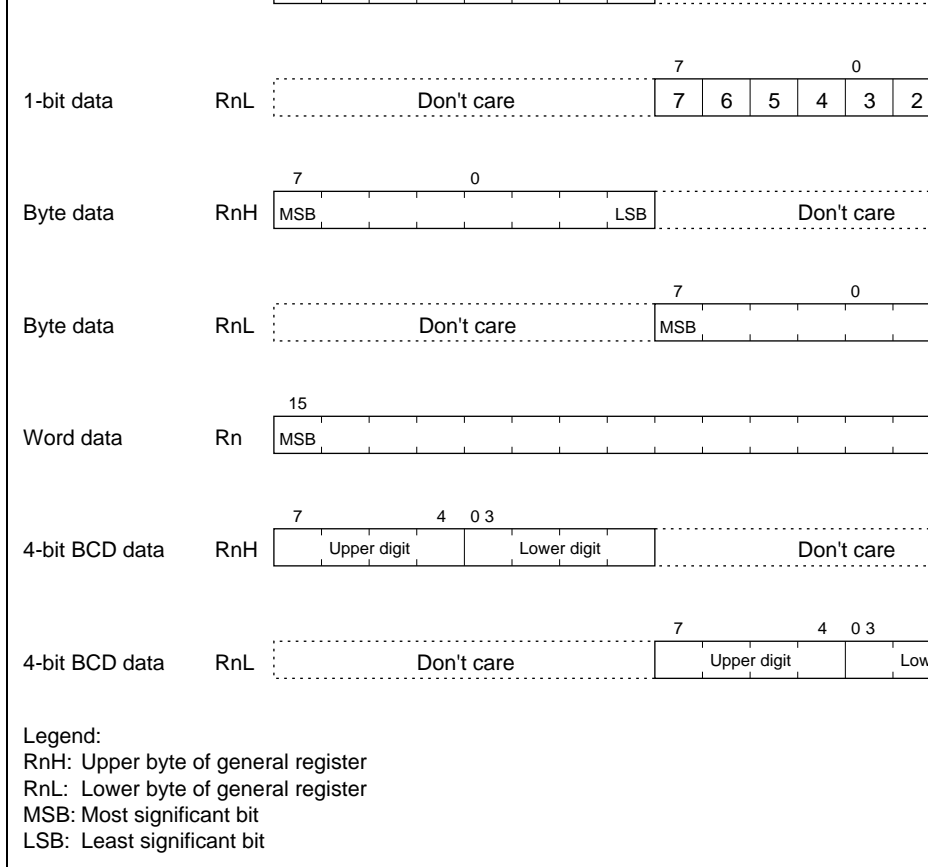 7 0
1-bit data RnL Don't care 7 6 5 4 3 2
7 0
Byte data RnH MSB LSB Don't care
7 0
Byte data RnL Don't care MSB
15
Word data Rn MSB
7 4 0 3
4-bit BCD data RnH Upper digit Lower digit Don't care
7 4 0 3
4-bit BCD data RnL Don't care Upper digit Low
Legend:
RnH: Upper byte of general register
RnL: Lower byte of general register
MSB: Most significant bit
LSB: Least significant bit